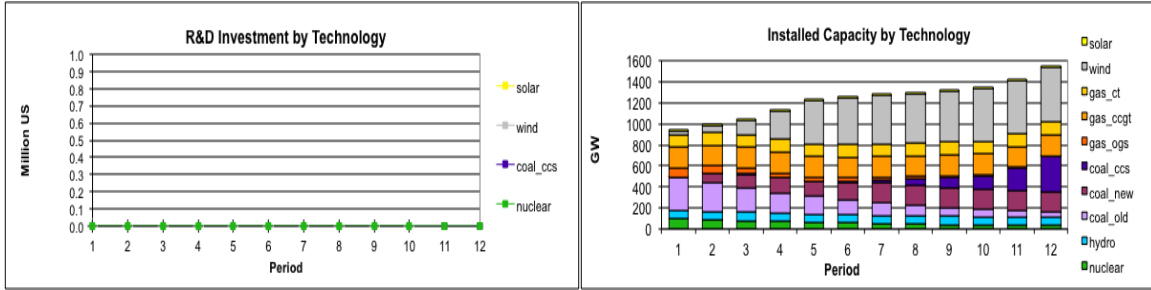 R&D Investment by Technology
Million US
1.0
0.9
0.8
0.7
0.6
0.5
0.4
0.3
0.2
0.1
0.0
1 2 3 4 5 6 7 8 9 10 11 12
Period
solar
wind
coal_ccs
nuclear
Installed Capacity by Technology
GW
1600
1400
1200
1000
800
600
400
200
0
1 2 3 4 5 6 7 8 9 10 11 12
Period
solar
wind
gas_ct
gas_ccgt
gas_ogs
coal_ccs
coal_new
coal_old
hydro
nuclear